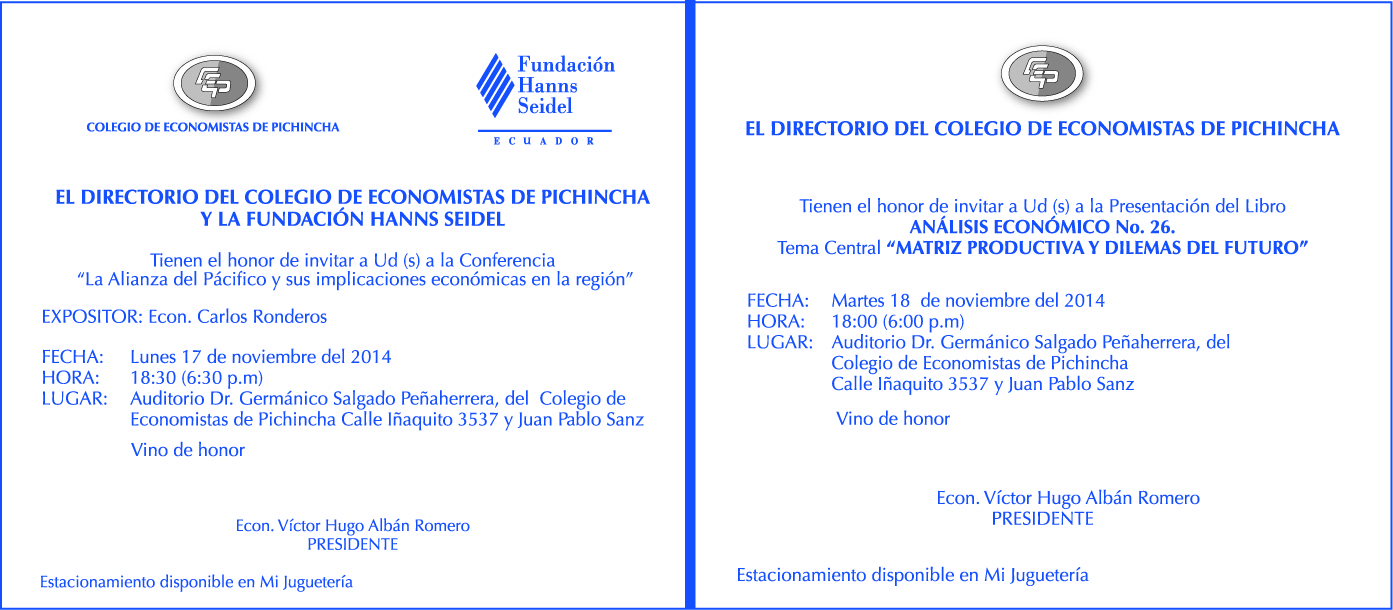 CEP
COLEGIO DE ECONOMISTAS DE PICHINCHA
Fundación
Hanns
Seidel
ECUADOR
EL DIRECTORIO DEL COLEGIO DE ECONOMISTAS DE PICHINCHA
Y LA FUNDACIÓN HANNS SEIDEL
Tienen el honor de invitar a Ud (s) a la Conferencia
“La Alianza del Pácifico y sus implicaciones económicas en la región”
EXPOSITOR: Econ. Carlos Ronderos
FECHA: Lunes 17 de noviembre del 2014
HORA: 18:30 (6:30 p.m)
LUGAR: Auditorio Dr. Germánico Salgado Peñaherrera, del Colegio de
Economistas de Pichincha Calle Iñaquito 3537 y Juan Pablo Sanz
Vino de honor
Econ. Víctor Hugo Albán Romero
PRESIDENTE
Estacionamiento disponible en Mi Juguetería
CEP
EL DIRECTORIO DEL COLEGIO DE ECONOMISTAS DE PICHINCHA
Tienen el honor de invitar a Ud (s) a la Presentación del Libro
ANÁLISIS ECONÓMICO No. 26.
Tema Central “MATRIZ PRODUCTIVA Y DILEMAS DEL FUTURO”
FECHA: Martes 18 de noviembre del 2014
HORA: 18:00 (6:00 p.m)
LUGAR: Auditorio Dr. Germánico Salgado Peñaherrera, del
Colegio de Economistas de Pichincha
Calle Iñaquito 3537 y Juan Pablo Sanz
Vino de honor
Econ. Víctor Hugo Albán Romero
PRESIDENTE
Estacionamiento disponible en Mi Juguetería